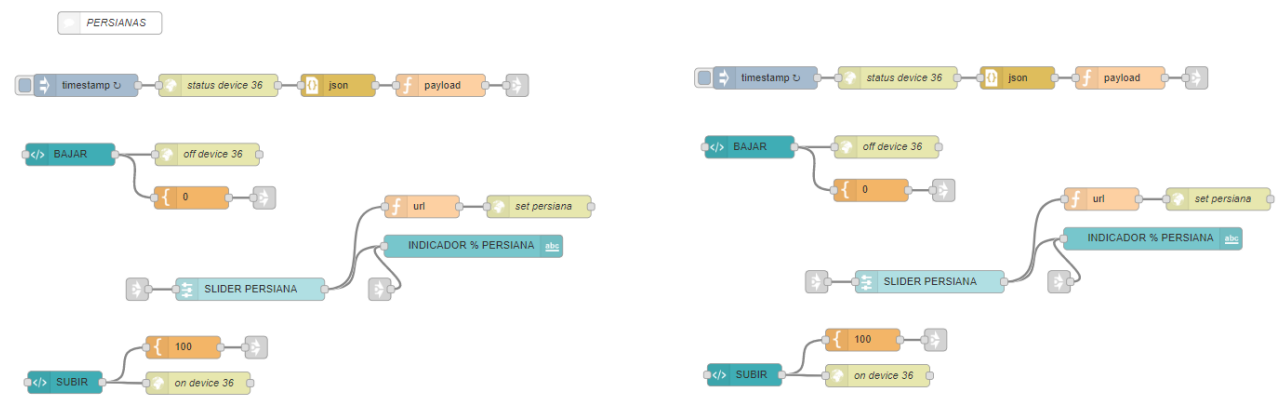 PERSIANAS
timestamp ↻
status device 36
json
payload
BAJAR
off device 36
0
url
set persiana
INDICADOR % PERSIANA
abc
SLIDER PERSIANA
100
SUBIR
on device 36
timestamp ↻
status device 36
json
payload
BAJAR
off device 36
0
url
set persiana
INDICADOR % PERSIANA
abc
SLIDER PERSIANA
100
SUBIR
on device 36